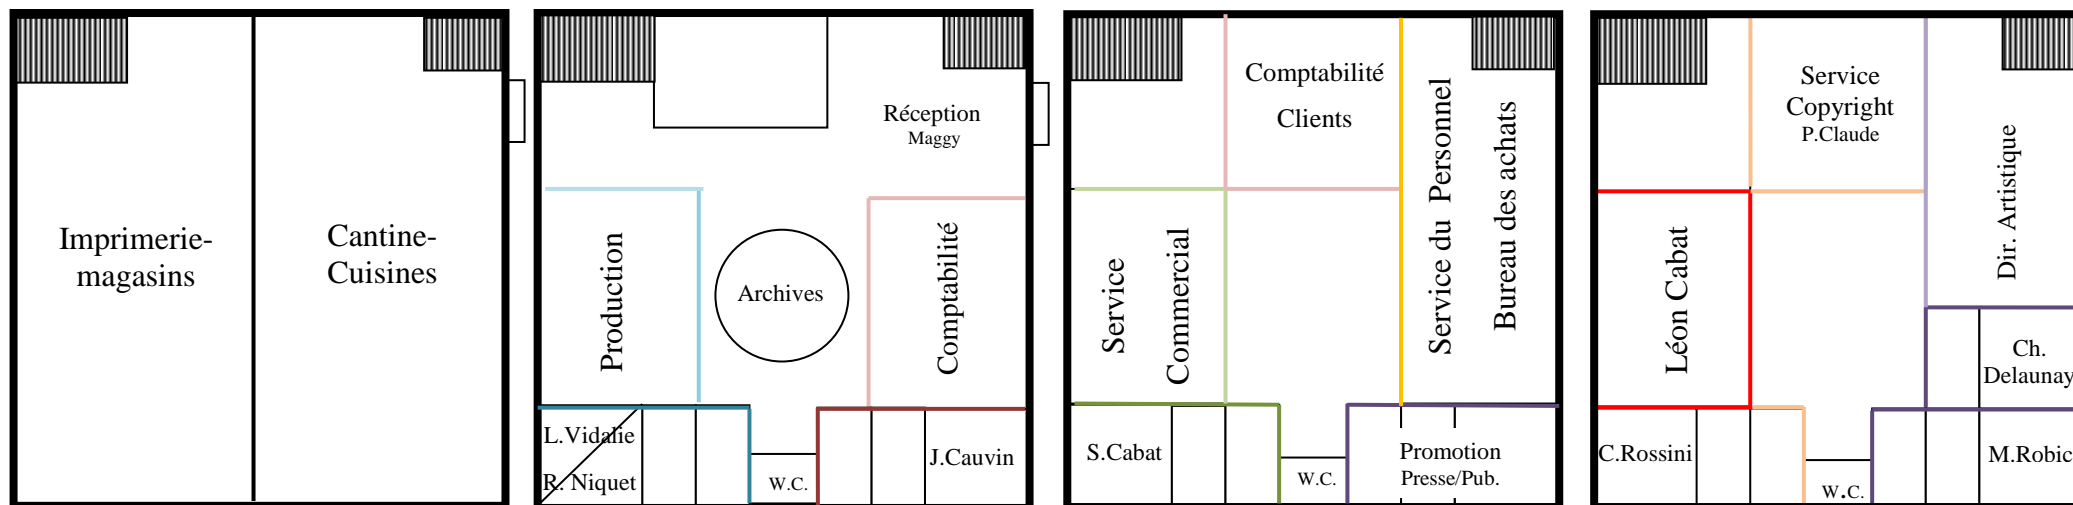 Imprimerie-
magasins
Cantine-
Cuisines
Réception
Maggy
Production
Archives
Comptabilité
L.Vidalie
R. Niquet
W.C.
J.Cauvin
Comptabilité
Clients
Service
Commercial
Service du Personnel
Bureau des achats
S.Cabat
W.C.
Promotion
Presse/Pub.
Service
Copyright
P.Claude
Dir. Artistique
Léon Cabat
Ch.
Delaunay
C.Rossini
W.C.
M.Robic